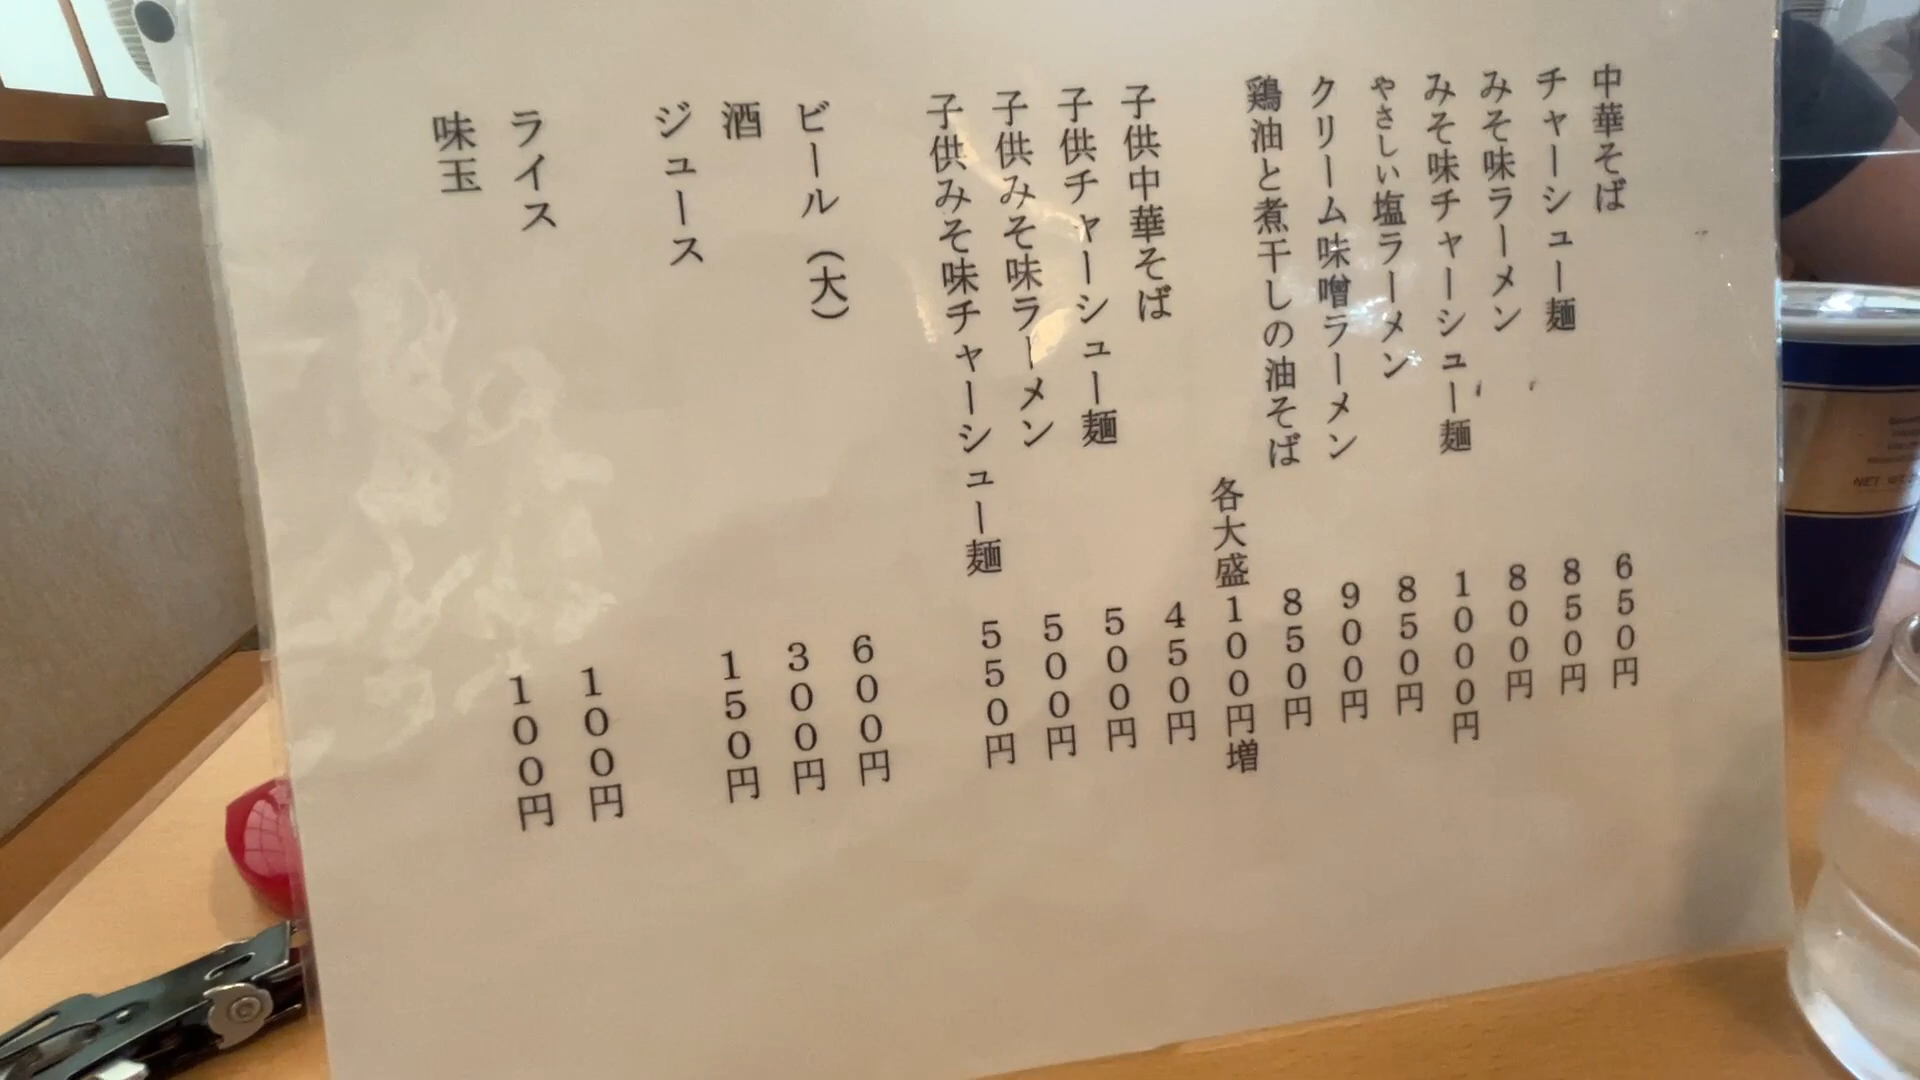 中華そば 650円
チャーシュー麺 850円
みそ味ラーメン 800円
みそ味チャーシュー麺 1000円
やさしい塩ラーメン 850円
クリーム味噌ラーメン 900円
鶏油と煮干しの油そば 850円
各大盛100円増
子供中華そば 450円
子供チャーシュー麺 500円
子供みそ味ラーメン 500円
子供みそ味チャーシュー麺 550円
ビール（大） 600円
酒 300円
ジュース 150円
ライス 100円
味玉 100円